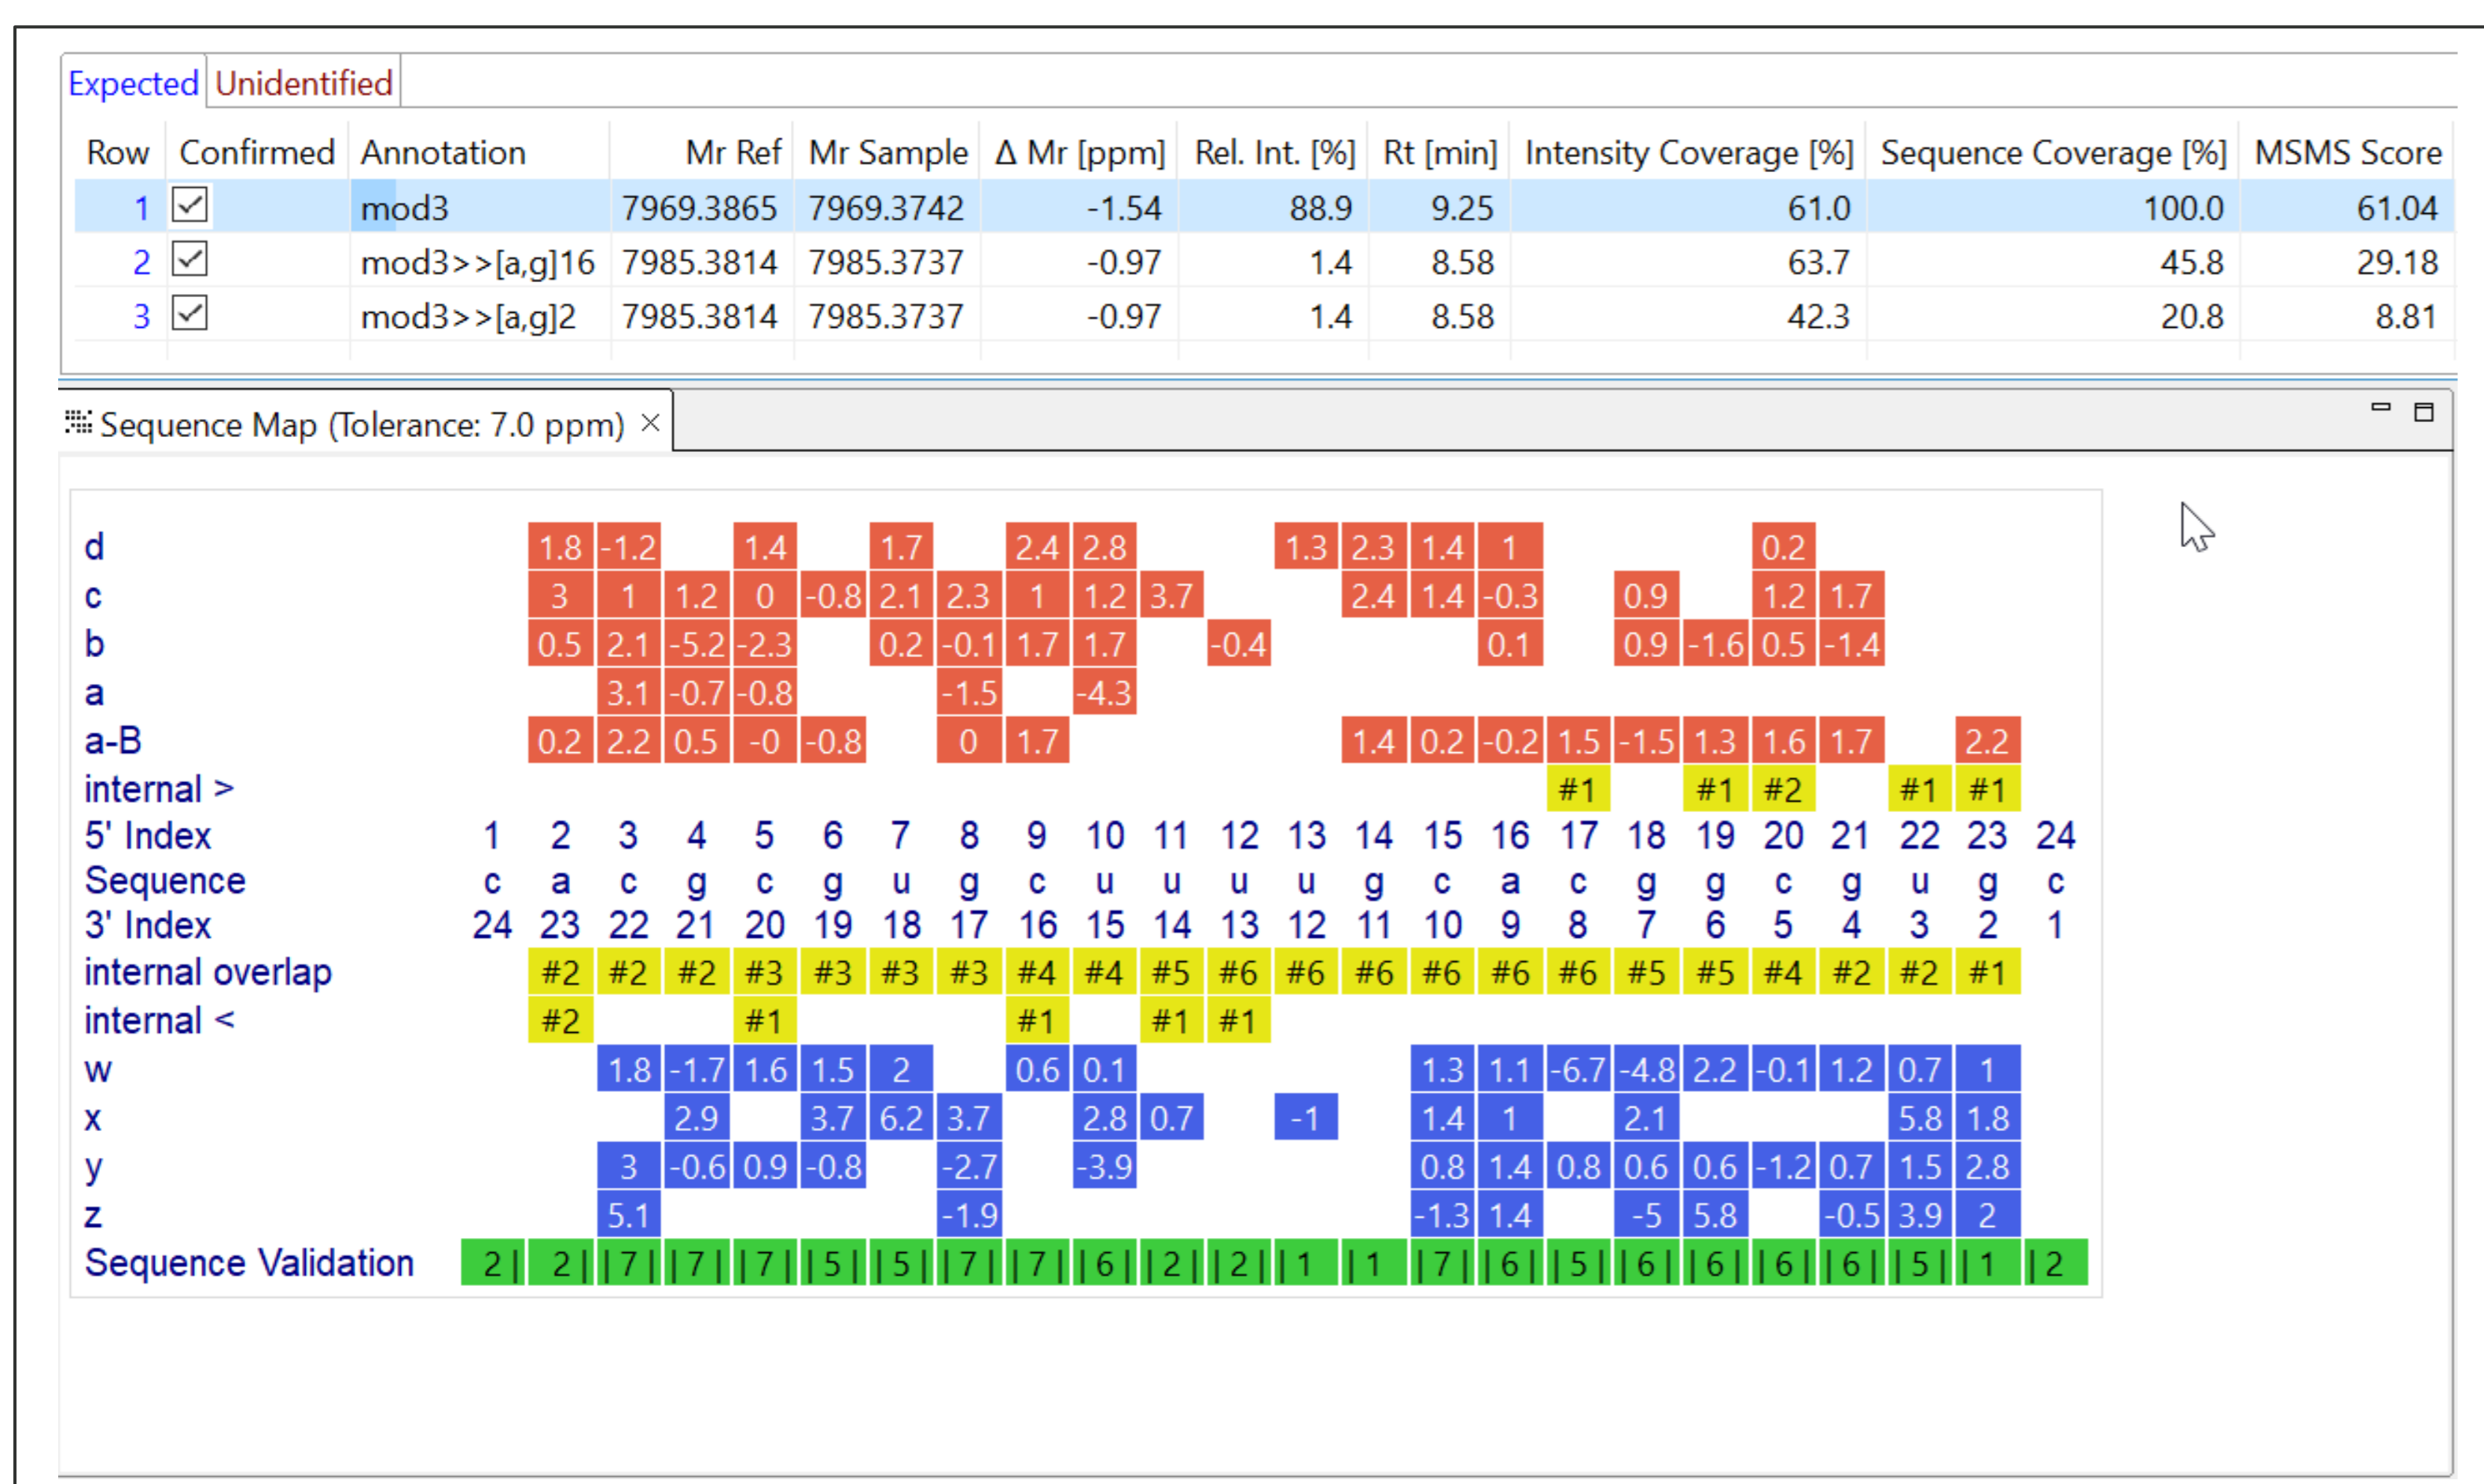 Expected Unidentified
Row Confirmed Annotation Mr Ref Mr Sample Δ Mr [ppm] Rel. Int. [%] Rt [min] Intensity Coverage [%] Sequence Coverage [%] MSMS Score
1 mod3 7969.3865 7969.3742 -1.54 88.9 9.25 61.0 100.0 61.04
2 mod3>>[a,g]16 7985.3814 7985.3737 -0.97 1.4 8.58 63.7 45.8 29.18
3 mod3>>[a,g]2 7985.3814 7985.3737 -0.97 1.4 8.58 42.3 20.8 8.81
Sequence Map (Tolerance: 7.0 ppm)
d 1.8 -1.2 1.4 1.7 2.4 2.8 1.3 2.3 1.4 1 0.2
c 3 1 1.2 0 -0.8 2.1 2.3 1 1.2 3.7 2.4 1.4 -0.3 0.9 1.2 1.7
b 0.5 2.1 -5.2 -2.3 0.2 -0.1 1.7 1.7 -0.4 0.1 0.9 -1.6 0.5 -1.4
a 3.1 -0.7 -0.8 -1.5 -4.3
a-B 0.2 2.2 0.5 -0 -0.8 0 1.7 1.4 0.2 -0.2 1.5 -1.5 1.3 1.6 1.7 2.2
internal > #1 #1 #2 #1 #1
5' Index 1 2 3 4 5 6 7 8 9 10 11 12 13 14 15 16 17 18 19 20 21 22 23 24
Sequence c a c g c g u g c u u u u g c a c g g c g u g c
3' Index 24 23 22 21 20 19 18 17 16 15 14 13 12 11 10 9 8 7 6 5 4 3 2 1
internal overlap #2 #2 #2 #3 #3 #3 #3 #4 #4 #5 #6 #6 #6 #6 #6 #6 #5 #5 #4 #2 #2 #1
internal < #2 #1 #1 #1 #1
w 1.8 -1.7 1.6 1.5 2 0.6 0.1 1.3 1.1 -6.7 -4.8 2.2 -0.1 1.2 0.7 1
x 2.9 3.7 6.2 3.7 2.8 0.7 -1 1.4 1 2.1 5.8 1.8
y 3 -0.6 0.9 -0.8 -2.7 -3.9 0.8 1.4 0.8 0.6 0.6 -1.2 0.7 1.5 2.8
z 5.1 -1.9 -1.3 1.4 -5 5.8 -0.5 3.9 2
Sequence Validation 2 | 2 | | 7 | | 7 | | 7 | | 5 | | 5 | | 7 | | 7 | | 6 | | 2 | | 2 | | 1 | 1 | 7 | | 6 | | 5 | | 6 | | 6 | | 6 | | 6 | | 5 | | 1 | 2